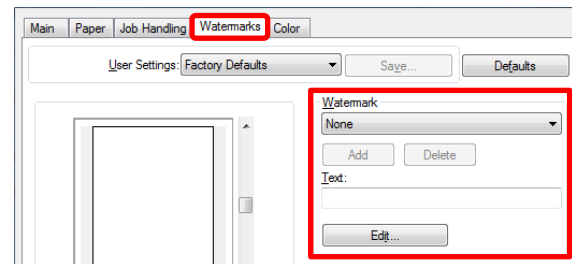 Main Paper Job Handling Watermarks Color
User Settings: Factory Defaults Save... Defaults
Watermark
None
Add Delete
Text:
Edit...